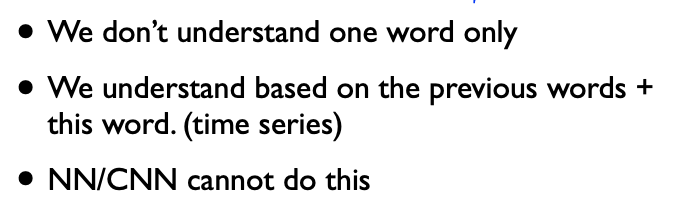 • We don't understand one word only
• We understand based on the previous words +
this word. (time series)
• NN/CNN cannot do this